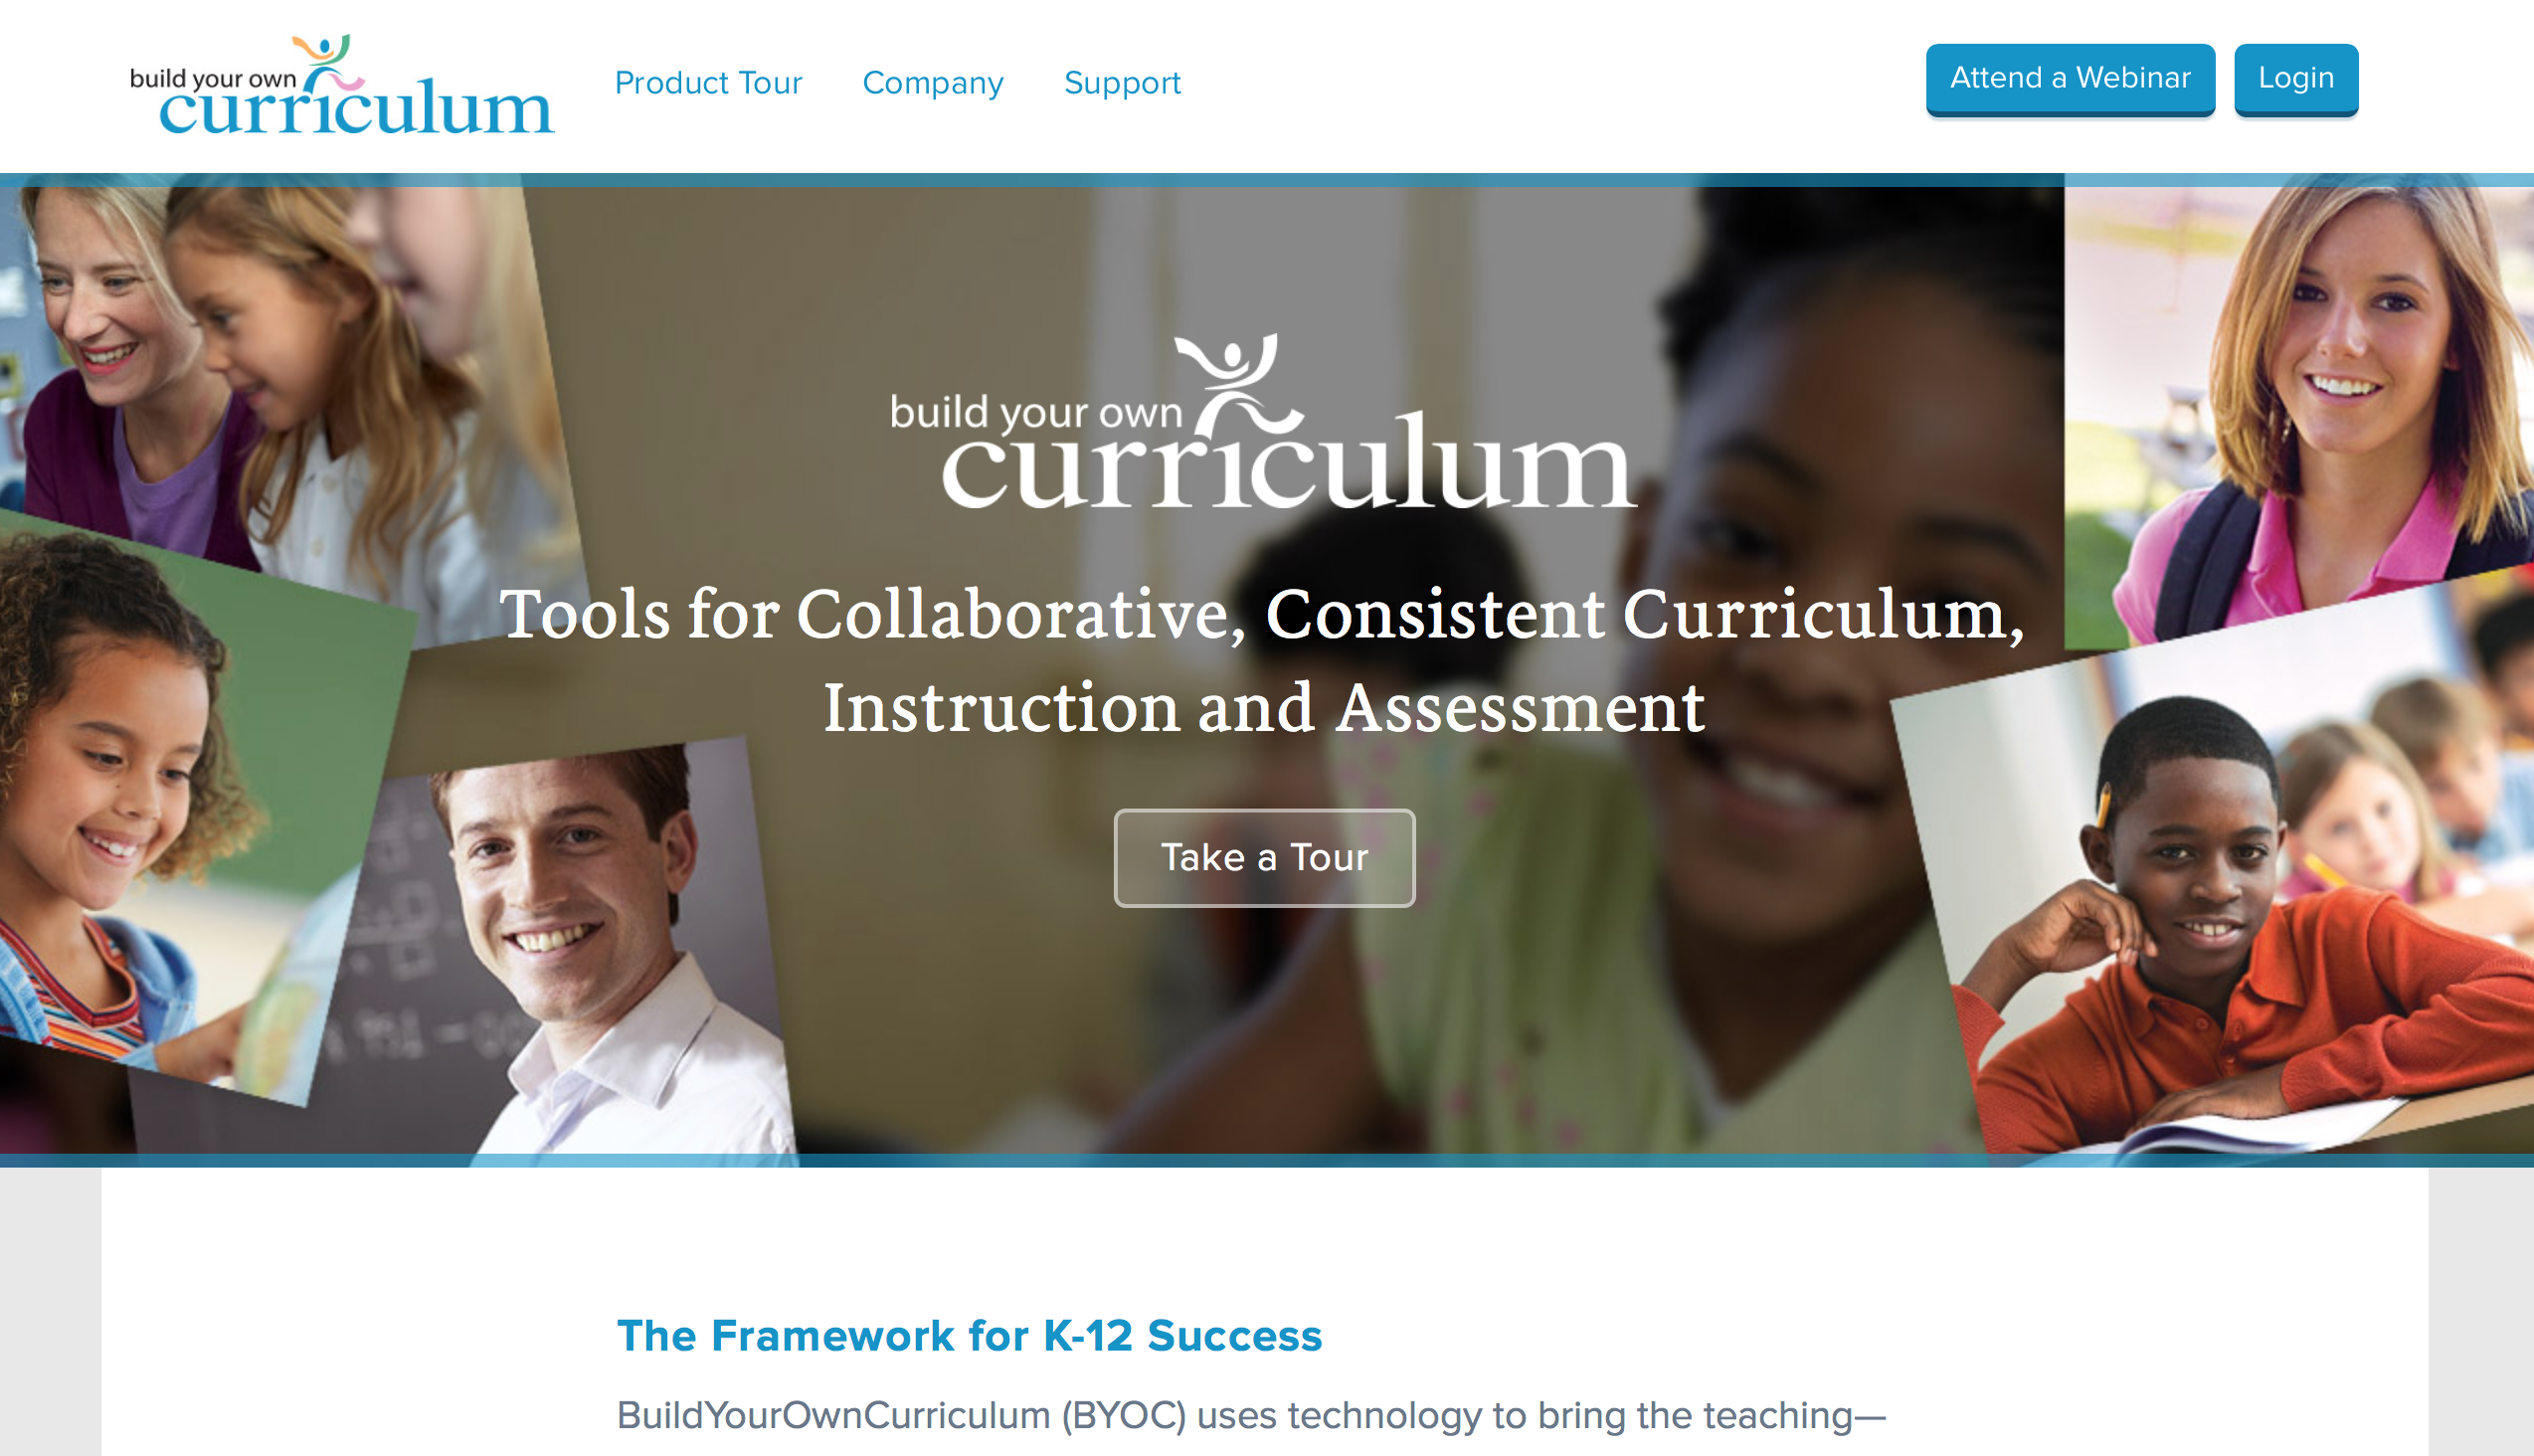 build your own
curriculum
Product Tour
Company
Support
Attend a Webinar
Login
build your own
curriculum
Tools for Collaborative, Consistent Curriculum,
Instruction and Assessment
Take a Tour
The Framework for K-12 Success
BuildYourOwnCurriculum (BYOC) uses technology to bring the teaching—